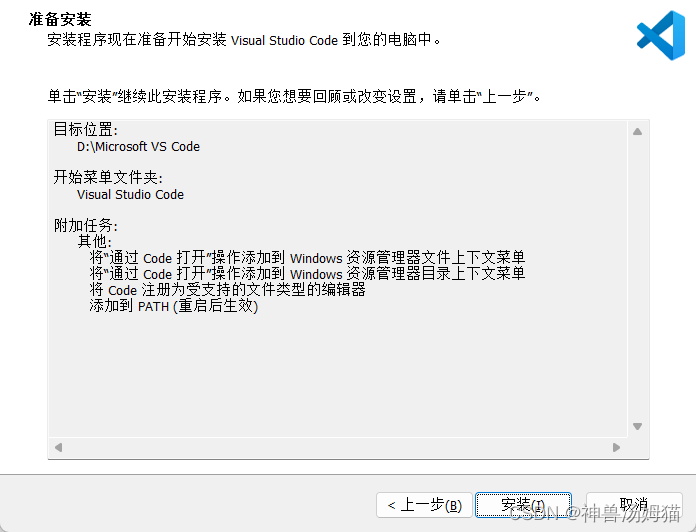 准备安装
安装程序现在准备开始安装 Visual Studio Code 到您的电脑中。
单击“安装”继续此安装程序。如果您想要回顾或改变设置，请单击“上一步”。
目标位置:
D:\Microsoft VS Code
开始菜单文件夹:
Visual Studio Code
附加任务:
其他:
将“通过 Code 打开”操作添加到 Windows 资源管理器文件上下文菜单
将“通过 Code 打开”操作添加到 Windows 资源管理器目录上下文菜单
将 Code 注册为受支持的文件类型的编辑器
添加到 PATH (重启后生效)
< 上一步(B) 安装(I) 取消
CSDN @神兽汤姆猫